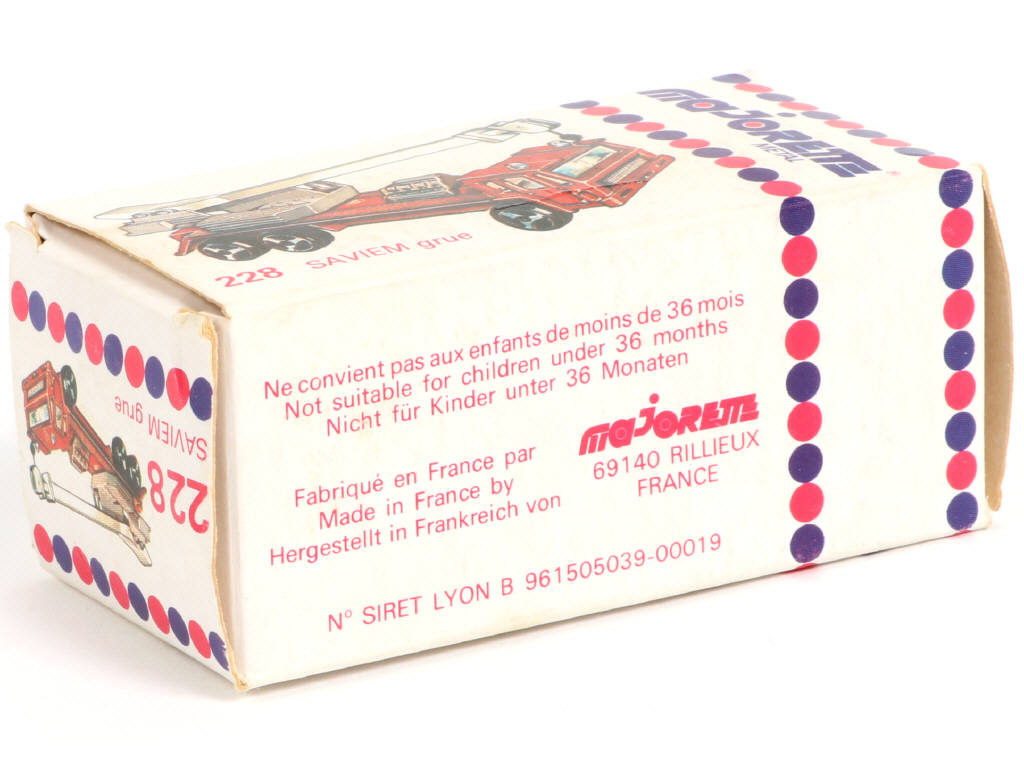 majorette
METAL
®
228 SAVIEM grue
Ne convient pas aux enfants de moins de 36 mois
Not suitable for children under 36 months
Nicht für Kinder unter 36 Monaten
Fabriqué en France par
Made in France by
Hergestellt in Frankreich von
majorette
69140 RILLIEUX
FRANCE
N° SIRET LYON B 961505039-00019
228 SAVIEM grue